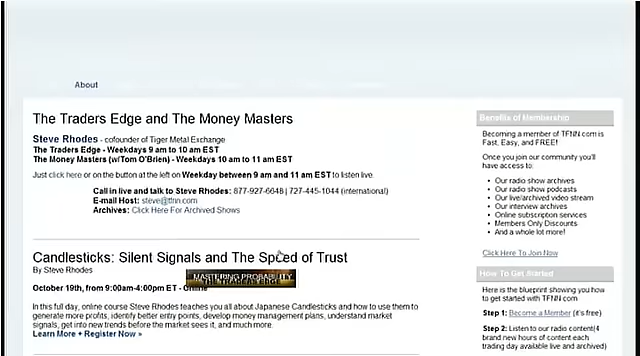 About
The Traders Edge and The Money Masters
Steve Rhodes - cofounder of Tiger Metal Exchange
The Traders Edge - Weekdays 9 am to 10 am EST
The Money Masters (w/Tom O'Brien) - Weekdays 10 am to 11 am EST
Just click here or on the button at the left on Weekday between 9 am and 11 am EST to listen live.
Call in live and talk to Steve Rhodes: 877-927-6648 | 727-445-1044 (international)
E-mail Host: steve@tfnn.com
Archives: Click Here For Archived Shows
Candlesticks: Silent Signals and The Speed of Trust
By Steve Rhodes
MASTERING PROBABILITY
THE TRADERS EDGE
October 19th, from 9:00am-4:00pm ET - Online
In this full day, online course Steve Rhodes teaches you all about Japanese Candlesticks and how to use them to
generate more profits, identify better entry points, develop money management plans, understand market
signals, get into new trends before the market sees it, and much more.
Learn More • Register Now »
Benefits of Membership
Becoming a member of TFNN.com is
Fast, Easy, and FREE!
Once you join our community you'll
have access to:
• Our radio show archives
• Our radio show podcasts
• Our live/archived video stream
• Our interview archives
• Online subscription services
• Members Only Discounts
• And a whole lot more!
Click Here To Join Now
How To Get Started
Here is the blueprint showing you how
to get started with TFNN.com
Step 1: Become a Member (it's free)
Step 2: Listen to our radio content(4
brand new hours of content each
trading day available live and archived)